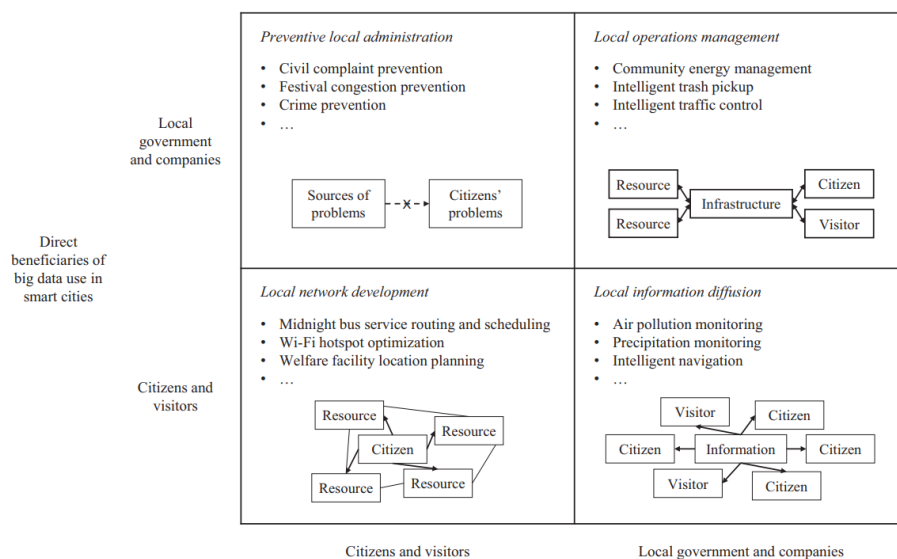 Preventive local administration
• Civil complaint prevention
• Festival congestion prevention
• Crime prevention
• …
Sources of
problems
Citizens'
problems
Local operations management
• Community energy management
• Intelligent trash pickup
• Intelligent traffic control
• …
Resource
Resource
Infrastructure
Citizen
Visitor
Local
government
and companies
Direct
beneficiaries of
big data use in
smart cities
Citizens and
visitors
Local network development
• Midnight bus service routing and scheduling
• Wi-Fi hotspot optimization
• Welfare facility location planning
• …
Resource
Resource
Citizen
Resource
Resource
Local information diffusion
• Air pollution monitoring
• Precipitation monitoring
• Intelligent navigation
• …
Visitor
Citizen
Citizen
Information
Citizen
Visitor
Citizen
Citizens and visitors
Local government and companies